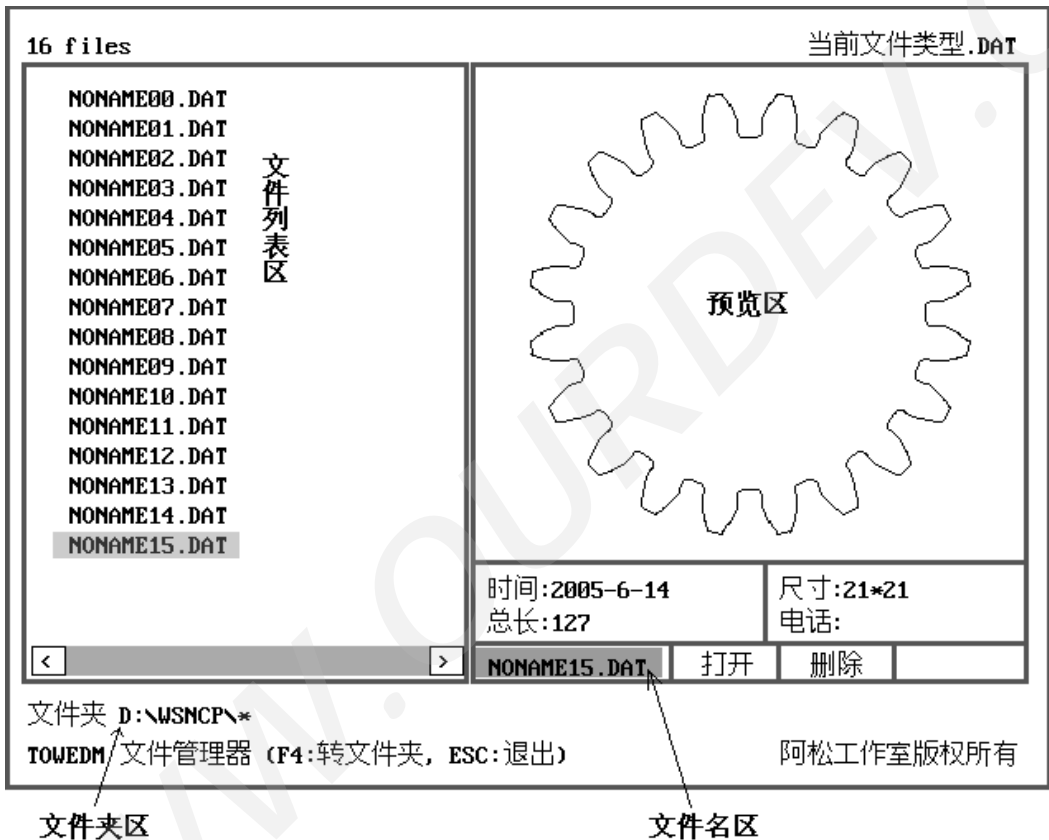 16 files
当前文件类型.DAT
NONAME00.DAT
NONAME01.DAT
NONAME02.DAT
NONAME03.DAT
NONAME04.DAT
NONAME05.DAT
NONAME06.DAT
NONAME07.DAT
NONAME08.DAT
NONAME09.DAT
NONAME10.DAT
NONAME11.DAT
NONAME12.DAT
NONAME13.DAT
NONAME14.DAT
NONAME15.DAT
文件列表区
预览区
时间:2005-6-14
总长:127
尺寸:21*21
电话:
< >
NONAME15.DAT
打开
删除
文件夹 D:\WSNCP\*
TOWEDM 文件管理器 (F4:转文件夹, ESC:退出)
阿松工作室版权所有
文件夹区
文件名区
WWW.OURDEV.C